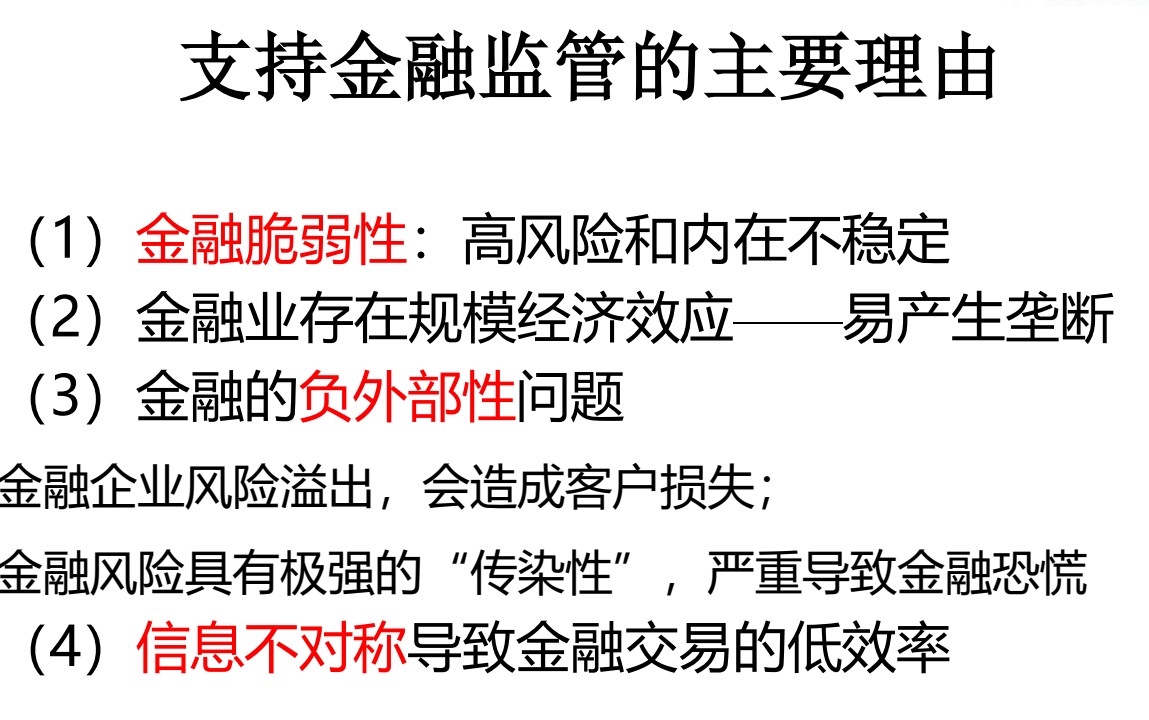 支持金融监管的主要理由
（1）金融脆弱性：高风险和内在不稳定
（2）金融业存在规模经济效应——易产生垄断
（3）金融的负外部性问题
金融企业风险溢出，会造成客户损失；
金融风险具有极强的“传染性”，严重导致金融恐慌
（4）信息不对称导致金融交易的低效率